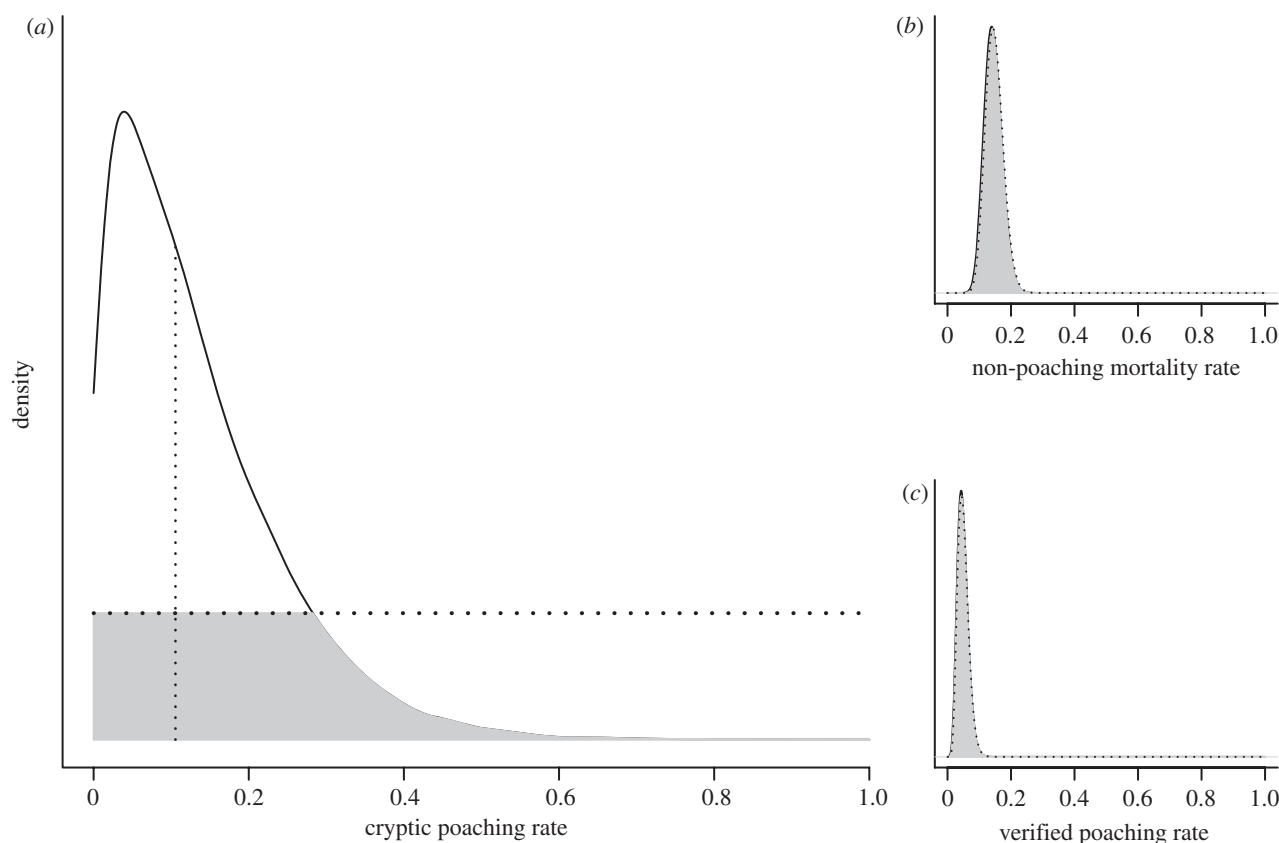 (a)
density
0 0.2 0.4 0.6 0.8 1.0
cryptic poaching rate
(b)
0 0.2 0.4 0.6 0.8 1.0
non-poaching mortality rate
(c)
0 0.2 0.4 0.6 0.8 1.0
verified poaching rate